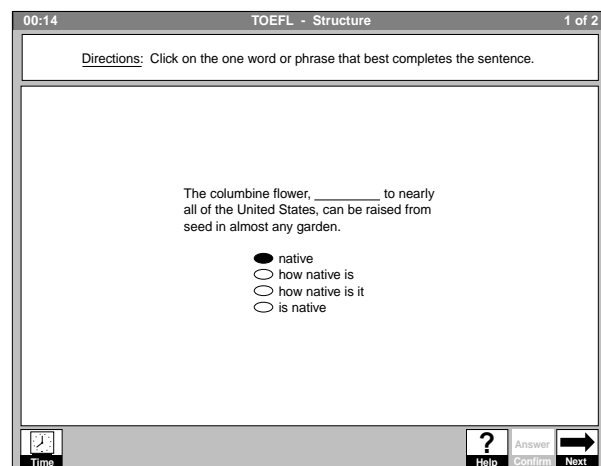 00:14 TOEFL - Structure 1 of 2
Directions: Click on the one word or phrase that best completes the sentence.
The columbine flower, __________ to nearly
all of the United States, can be raised from
seed in almost any garden.
native
how native is
how native is it
is native
Time
?
Help
Answer
Confirm
Next